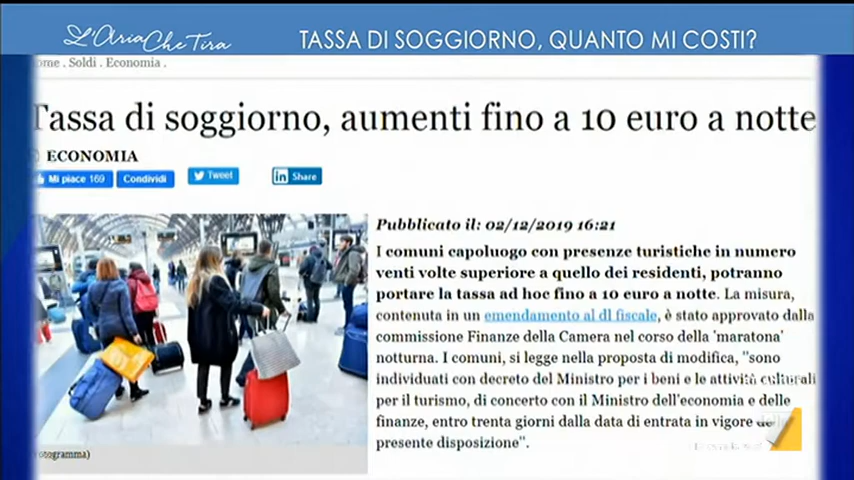 L'Aria Che Tira
TASSA DI SOGGIORNO, QUANTO MI COSTI?
ome . Soldi . Economia .
Tassa di soggiorno, aumenti fino a 10 euro a notte
ECONOMIA
Mi piace 169 Condividi Tweet in Share
Pubblicato il: 02/12/2019 16:21
I comuni capoluogo con presenze turistiche in numero
venti volte superiore a quello dei residenti, potranno
portare la tassa ad hoc fino a 10 euro a notte. La misura,
contenuta in un emendamento al dl fiscale, è stato approvato dalla
commissione Finanze della Camera nel corso della 'maratona'
notturna. I comuni, si legge nella proposta di modifica, "sono
individuati con decreto del Ministro per i beni e le attività culturali
per il turismo, di concerto con il Ministro dell'economia e delle
finanze, entro trenta giorni dalla data di entrata in vigore
presente disposizione".
otogramma)